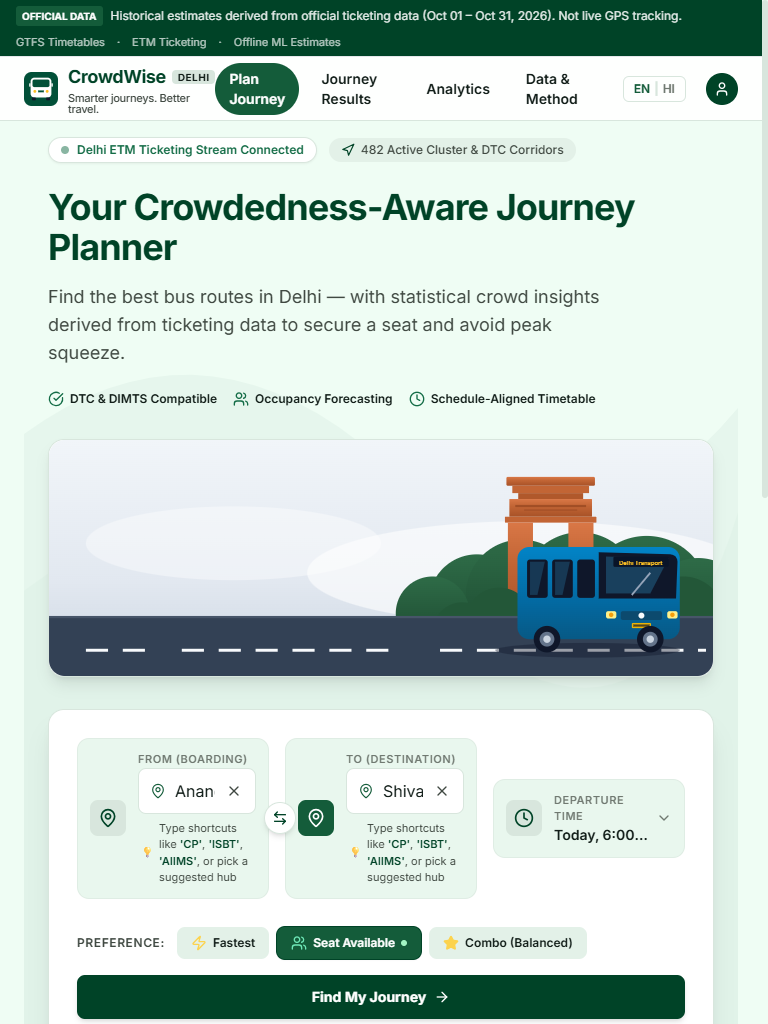 OFFICIAL DATA Historical estimates derived from official ticketing data (Oct 01 – Oct 31, 2026). Not live GPS tracking.
GTFS Timetables · ETM Ticketing · Offline ML Estimates
CrowdWise DELHI
Smarter journeys. Better
travel.
Plan
Journey
Journey
Results
Analytics
Data &
Method
EN HI
Delhi ETM Ticketing Stream Connected
482 Active Cluster & DTC Corridors
Your Crowdedness-Aware Journey
Planner
Find the best bus routes in Delhi — with statistical crowd insights
derived from ticketing data to secure a seat and avoid peak
squeeze.
DTC & DIMTS Compatible
Occupancy Forecasting
Schedule-Aligned Timetable
Delhi Transport
FROM (BOARDING)
Anan
Type shortcuts
like 'CP', 'ISBT',
'AIIMS', or pick a
suggested hub
TO (DESTINATION)
Shiva
Type shortcuts
like 'CP', 'ISBT',
'AIIMS', or pick a
suggested hub
DEPARTURE
TIME
Today, 6:00...
PREFERENCE: Fastest Seat Available Combo (Balanced)
Find My Journey →